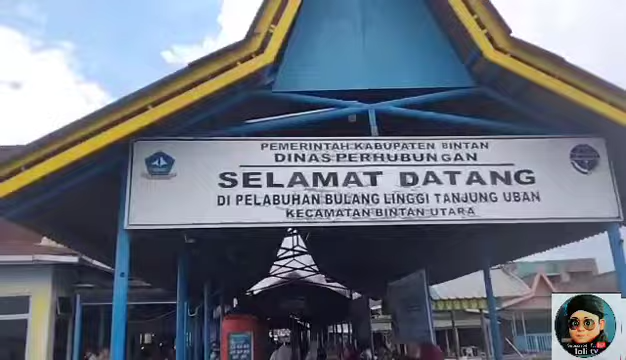 PEMERINTAH KABUPATEN BINTAN
DINAS PERHUBUNGAN
SELAMAT DATANG
DI PELABUHAN BULANG LINGGI TANJUNG UBAN
KECAMATAN BINTAN UTARA